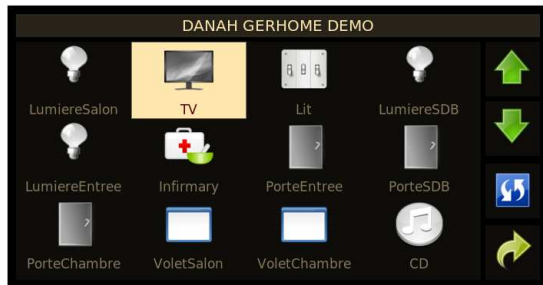 DANAH GERHOME DEMO
LumiereSalon TV Lit LumiereSDB
LumiereEntree Infirmary PorteEntree PorteSDB
PorteChambre VoletSalon VoletChambre CD